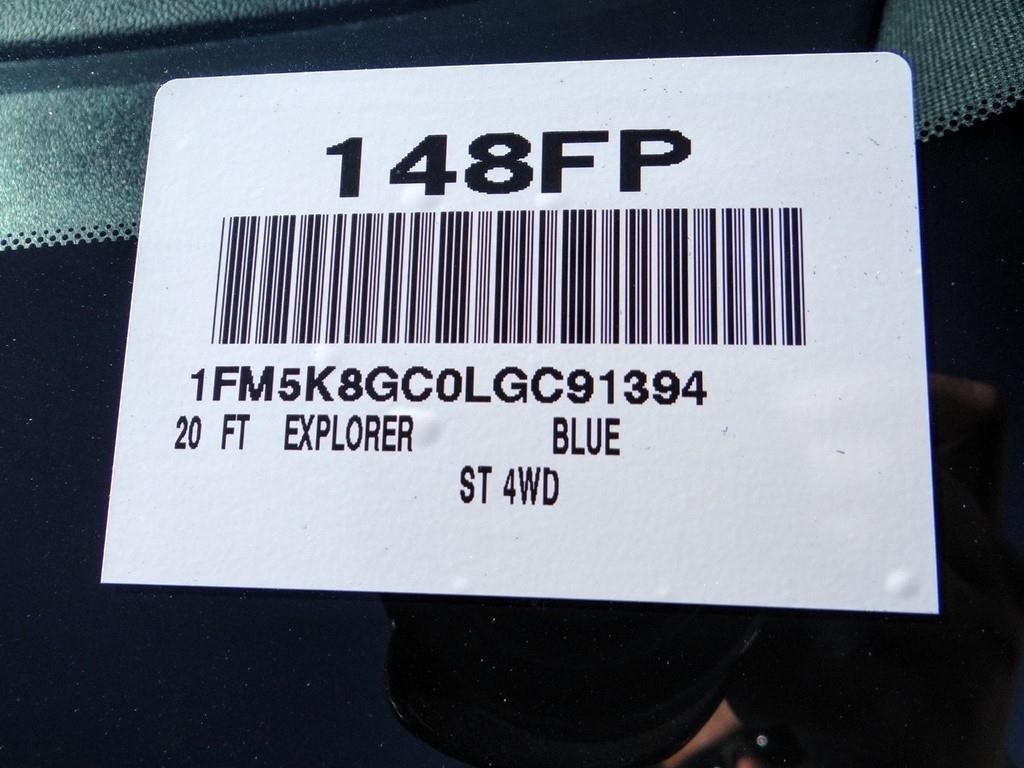 148FP
1FM5K8GC0LGC91394
20 FT EXPLORER BLUE
ST 4WD